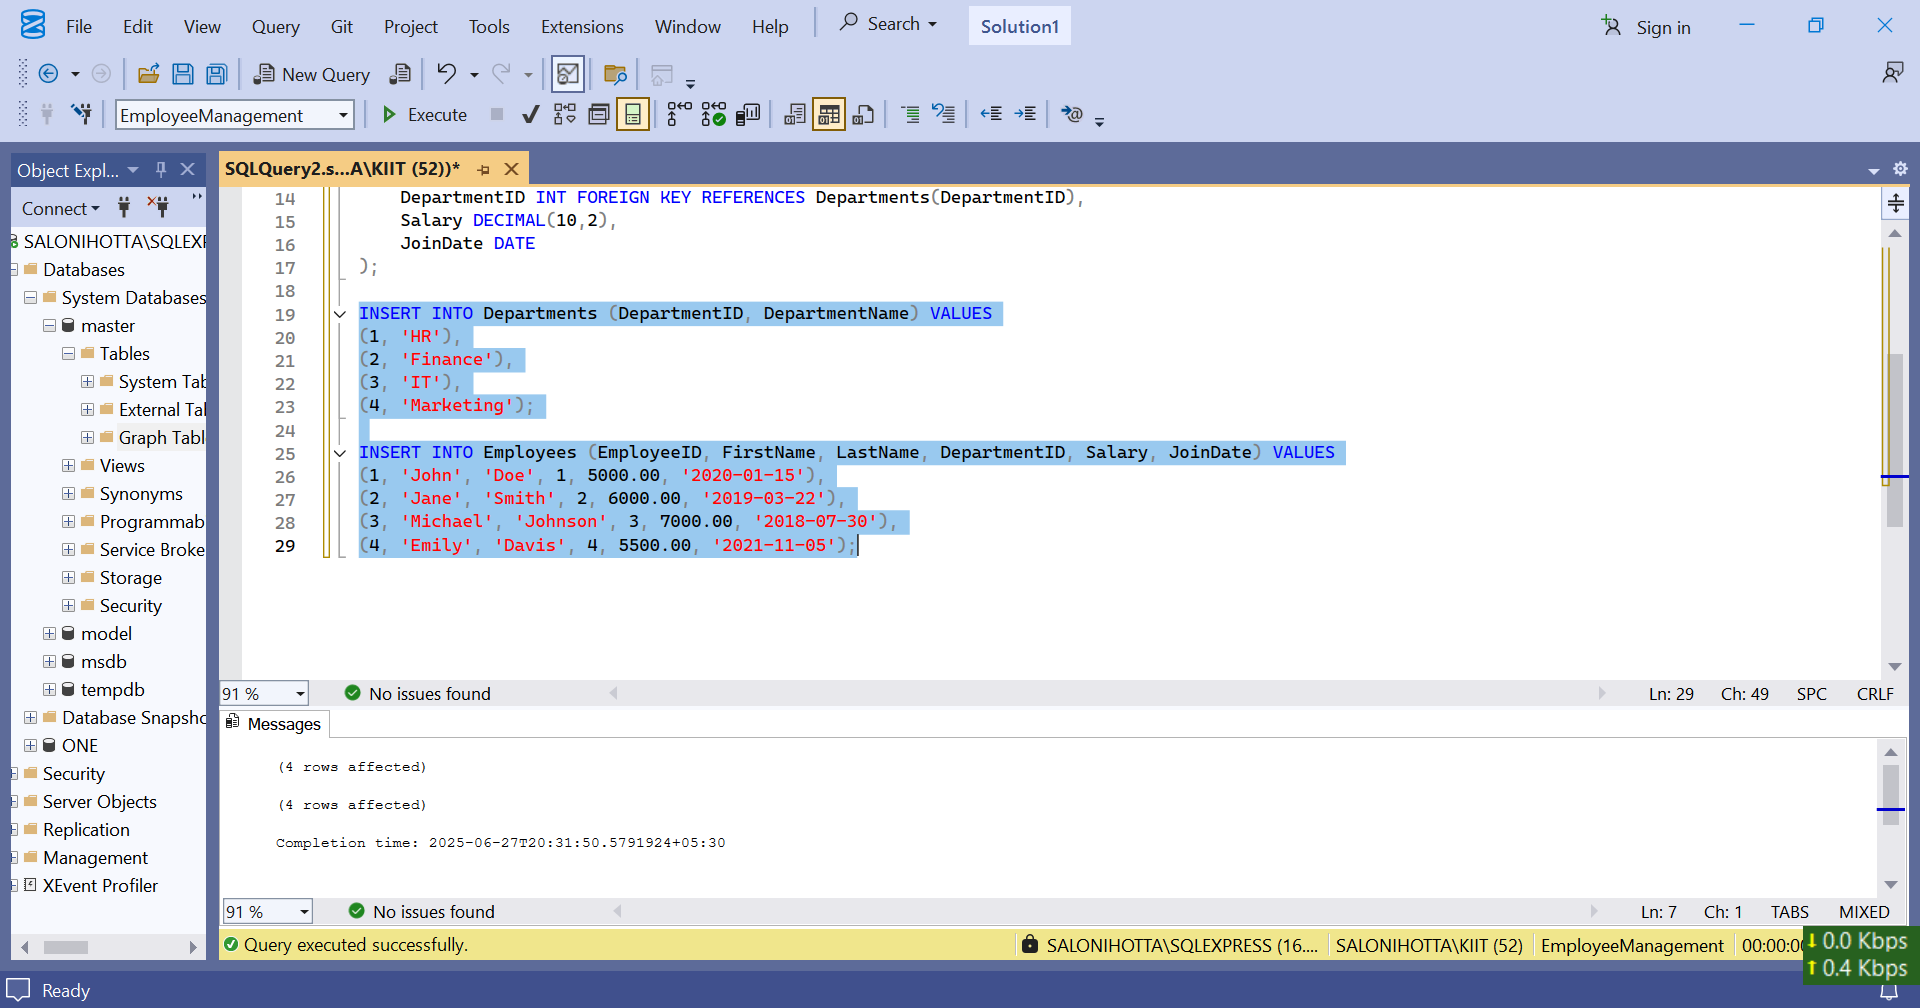 File Edit View Query Git Project Tools Extensions Window Help Search Solution1 Sign in
New Query
EmployeeManagement Execute
Object Expl...
Connect
SALONIHOTTA\SQLEXP
Databases
System Databases
master
Tables
System Tab
External Tal
Graph Tabl
Views
Synonyms
Programmab
Service Broke
Storage
Security
model
msdb
tempdb
Database Snapsho
ONE
Security
Server Objects
Replication
Management
XEvent Profiler
SQLQuery2.s...A\KIIT (52))*
14 DepartmentID INT FOREIGN KEY REFERENCES Departments(DepartmentID),
15 Salary DECIMAL(10,2),
16 JoinDate DATE
17 );
18
19 INSERT INTO Departments (DepartmentID, DepartmentName) VALUES
20 (1, 'HR'),
21 (2, 'Finance'),
22 (3, 'IT'),
23 (4, 'Marketing');
24
25 INSERT INTO Employees (EmployeeID, FirstName, LastName, DepartmentID, Salary, JoinDate) VALUES
26 (1, 'John', 'Doe', 1, 5000.00, '2020-01-15'),
27 (2, 'Jane', 'Smith', 2, 6000.00, '2019-03-22'),
28 (3, 'Michael', 'Johnson', 3, 7000.00, '2018-07-30'),
29 (4, 'Emily', 'Davis', 4, 5500.00, '2021-11-05');
91 % No issues found Ln: 29 Ch: 49 SPC CRLF
Messages
(4 rows affected)
(4 rows affected)
Completion time: 2025-06-27T20:31:50.5791924+05:30
91 % No issues found Ln: 7 Ch: 1 TABS MIXED
Query executed successfully. SALONIHOTTA\SQLEXPRESS (16.... SALONIHOTTA\KIIT (52) EmployeeManagement 00:00:00
0.0 Kbps
0.4 Kbps
Ready